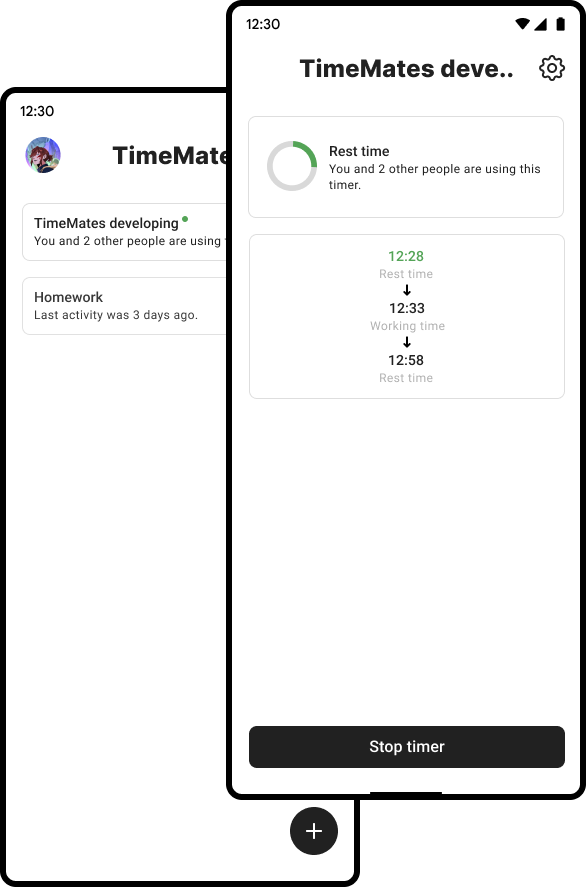 12:30
TimeMates deve..
Rest time
You and 2 other people are using this
timer.
12:28
Rest time
12:33
Working time
12:58
Rest time
Stop timer
12:30
TimeMate
TimeMates developing
You and 2 other people are using
Homework
Last activity was 3 days ago.